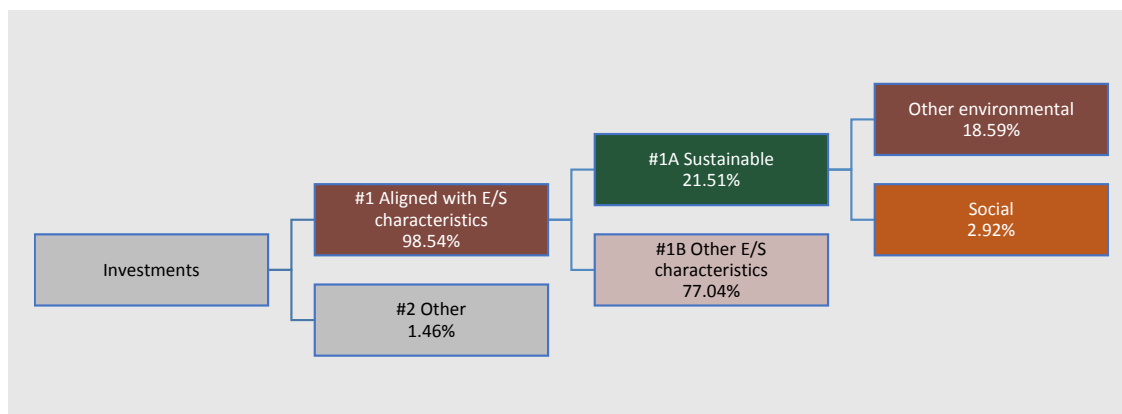 Investments
#1 Aligned with E/S
characteristics
98.54%
#2 Other
1.46%
#1A Sustainable
21.51%
#1B Other E/S
characteristics
77.04%
Other environmental
18.59%
Social
2.92%